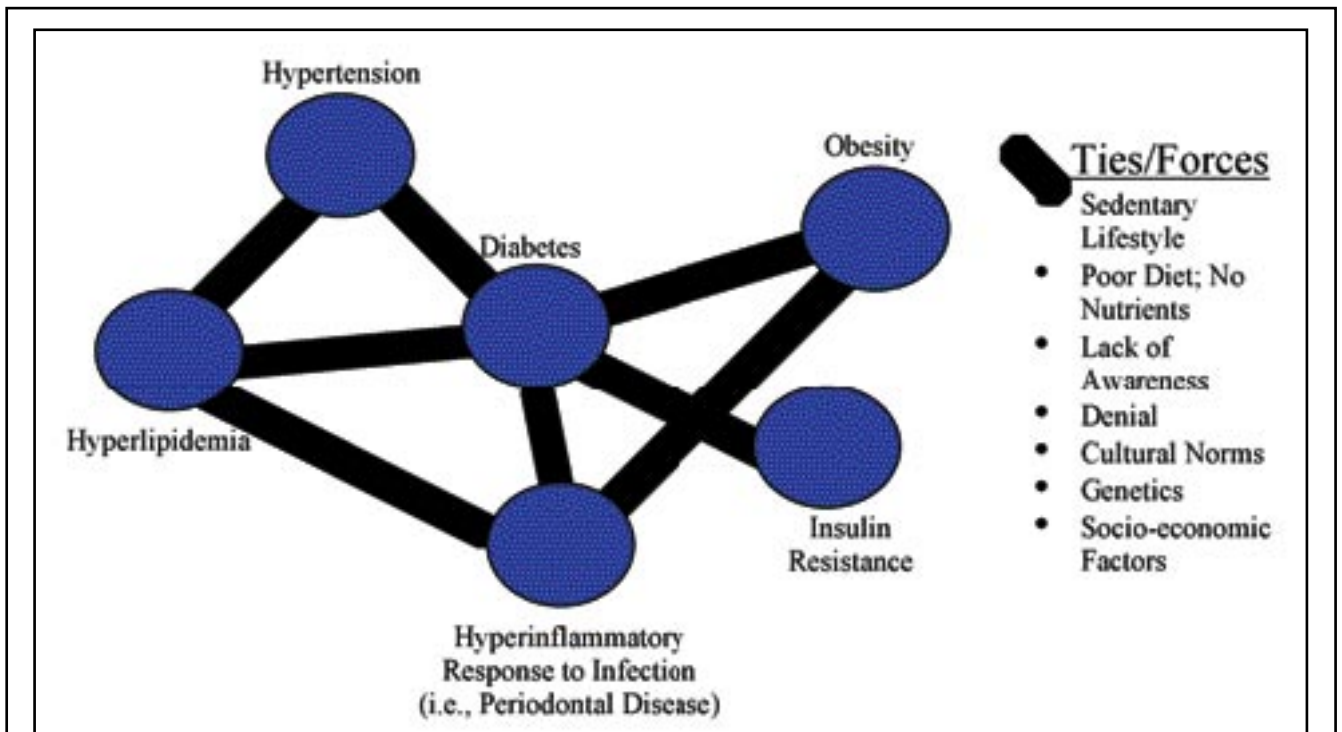 Hypertension
Obesity
Diabetes
Hyperlipidemia
Insulin
Resistance
Hyperinflammatory
Response to Infection
(i.e., Periodontal Disease)
Ties/Forces
Sedentary
Lifestyle
• Poor Diet; No
Nutrients
• Lack of
Awareness
• Denial
• Cultural Norms
• Genetics
• Socio-economic
Factors